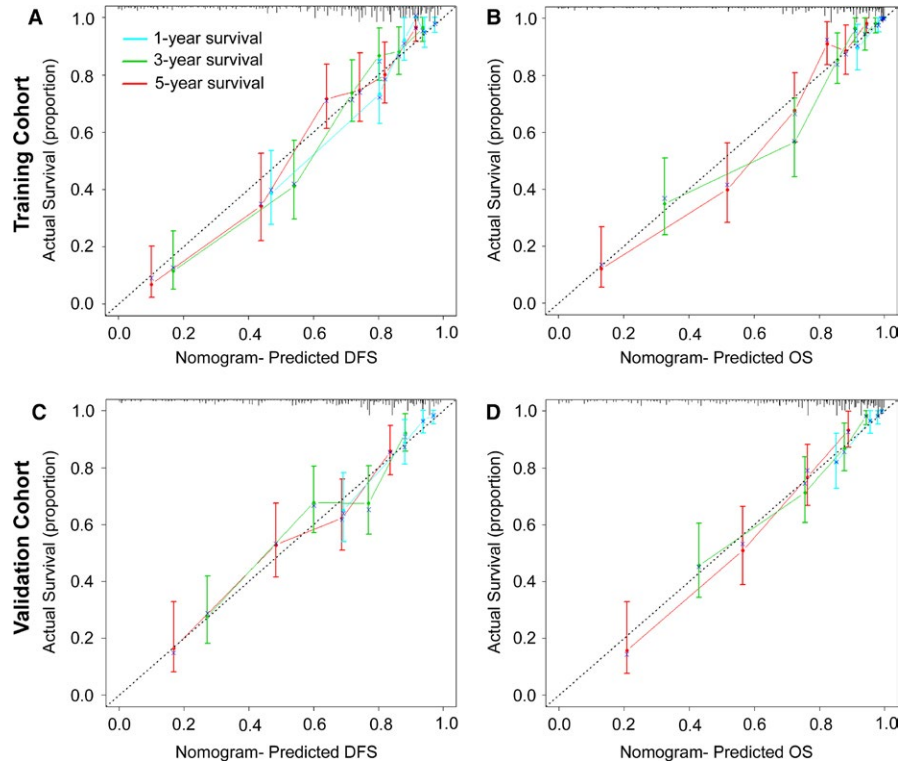 A
1-year survival
3-year survival
5-year survival
Training Cohort
Actual Survival (proportion)
1.0
0.8
0.6
0.4
0.2
0.0
0.0 0.2 0.4 0.6 0.8 1.0
Nomogram- Predicted DFS
B
Actual Survival (proportion)
1.0
0.8
0.6
0.4
0.2
0.0
0.0 0.2 0.4 0.6 0.8 1.0
Nomogram- Predicted OS
C
Validation Cohort
Actual Survival (proportion)
1.0
0.8
0.6
0.4
0.2
0.0
0.0 0.2 0.4 0.6 0.8 1.0
Nomogram- Predicted DFS
D
Actual Survival (proportion)
1.0
0.8
0.6
0.4
0.2
0.0
0.0 0.2 0.4 0.6 0.8 1.0
Nomogram- Predicted OS